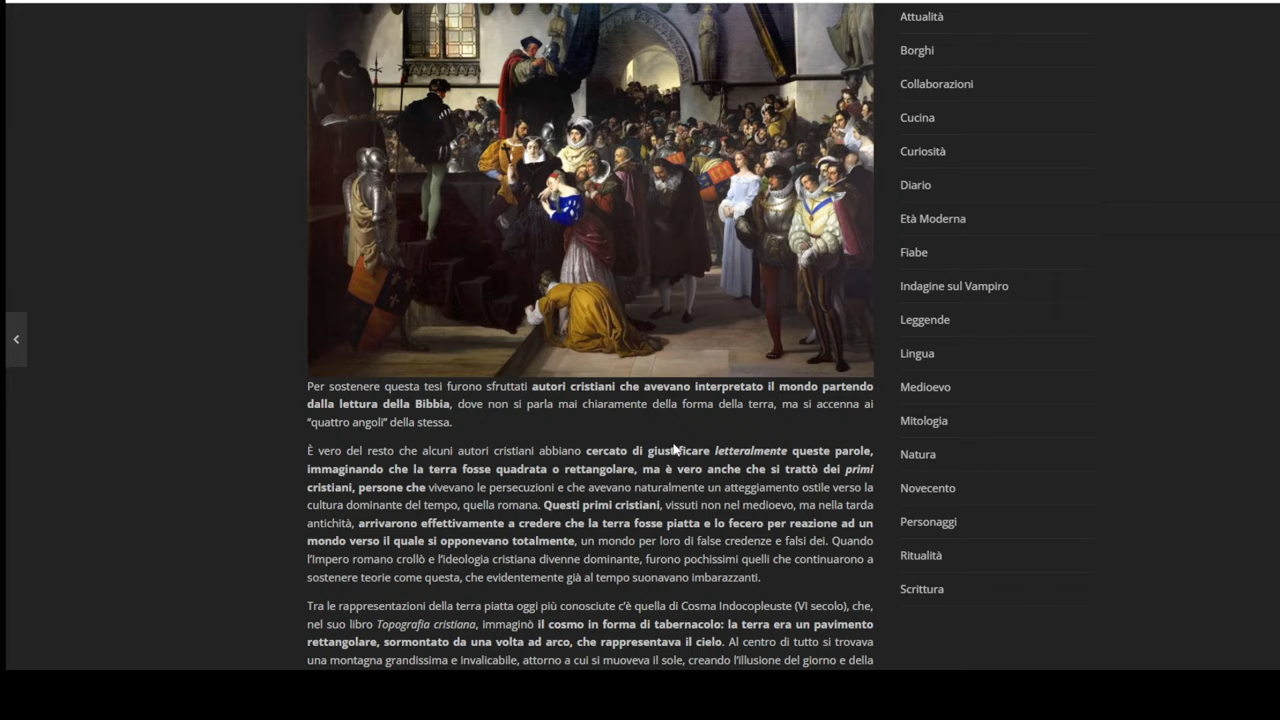 Per sostenere questa tesi furono sfruttati autori cristiani che avevano interpretato il mondo partendo
dalla lettura della Bibbia, dove non si parla mai chiaramente della forma della terra, ma si accenna ai
“quattro angoli” della stessa.
È vero del resto che alcuni autori cristiani abbiano cercato di giustificare letteralmente queste parole,
immaginando che la terra fosse quadrata o rettangolare, ma è vero anche che si trattò dei primi
cristiani, persone che vivevano le persecuzioni e che avevano naturalmente un atteggiamento ostile verso la
cultura dominante del tempo, quella romana. Questi primi cristiani, vissuti non nel medioevo, ma nella tarda
antichità, arrivarono effettivamente a credere che la terra fosse piatta e lo fecero per reazione ad un
mondo verso il quale si opponevano totalmente, un mondo per loro di false credenze e falsi dei. Quando
l’Impero romano crollò e l’ideologia cristiana divenne dominante, furono pochissimi quelli che continuarono a
sostenere teorie come questa, che evidentemente già al tempo suonavano imbarazzanti.
Tra le rappresentazioni della terra piatta oggi più conosciute c’è quella di Cosma Indocopleuste (VI secolo), che,
nel suo libro Topografia cristiana, immaginò il cosmo in forma di tabernacolo: la terra era un pavimento
rettangolare, sormontato da una volta ad arco, che rappresentava il cielo. Al centro di tutto si trovava
una montagna grandissima e invalicabile, attorno a cui si muoveva il sole, creando l’illusione del giorno e della
Attualità
Borghi
Collaborazioni
Cucina
Curiosità
Diario
Età Moderna
Fiabe
Indagine sul Vampiro
Leggende
Lingua
Medioevo
Mitologia
Natura
Novecento
Personaggi
Ritualità
Scrittura